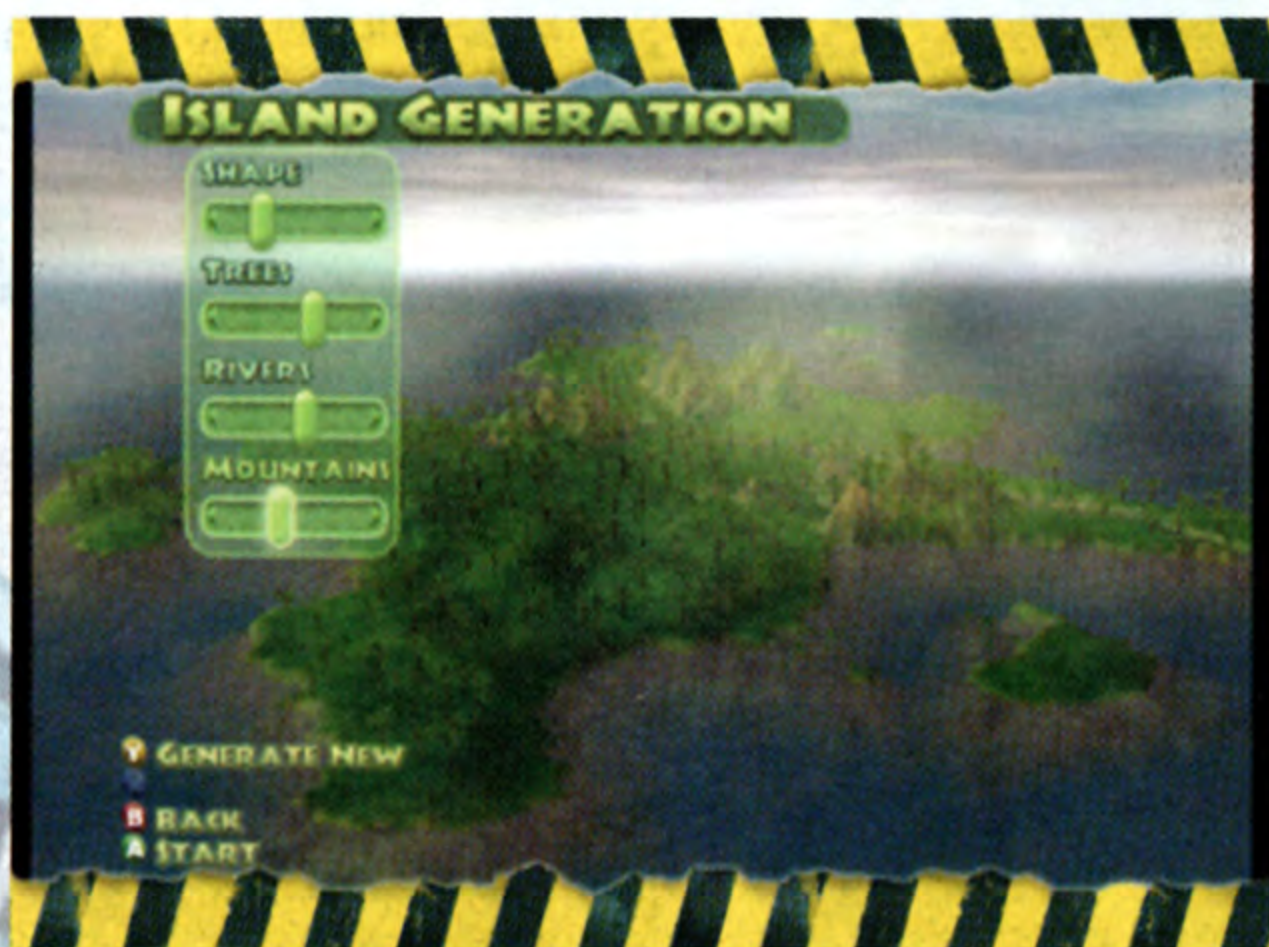 ISLAND GENERATION
SHAPE
TREES
RIVERS
MOUNTAINS
Y GENERATE NEW
B BACK
A START